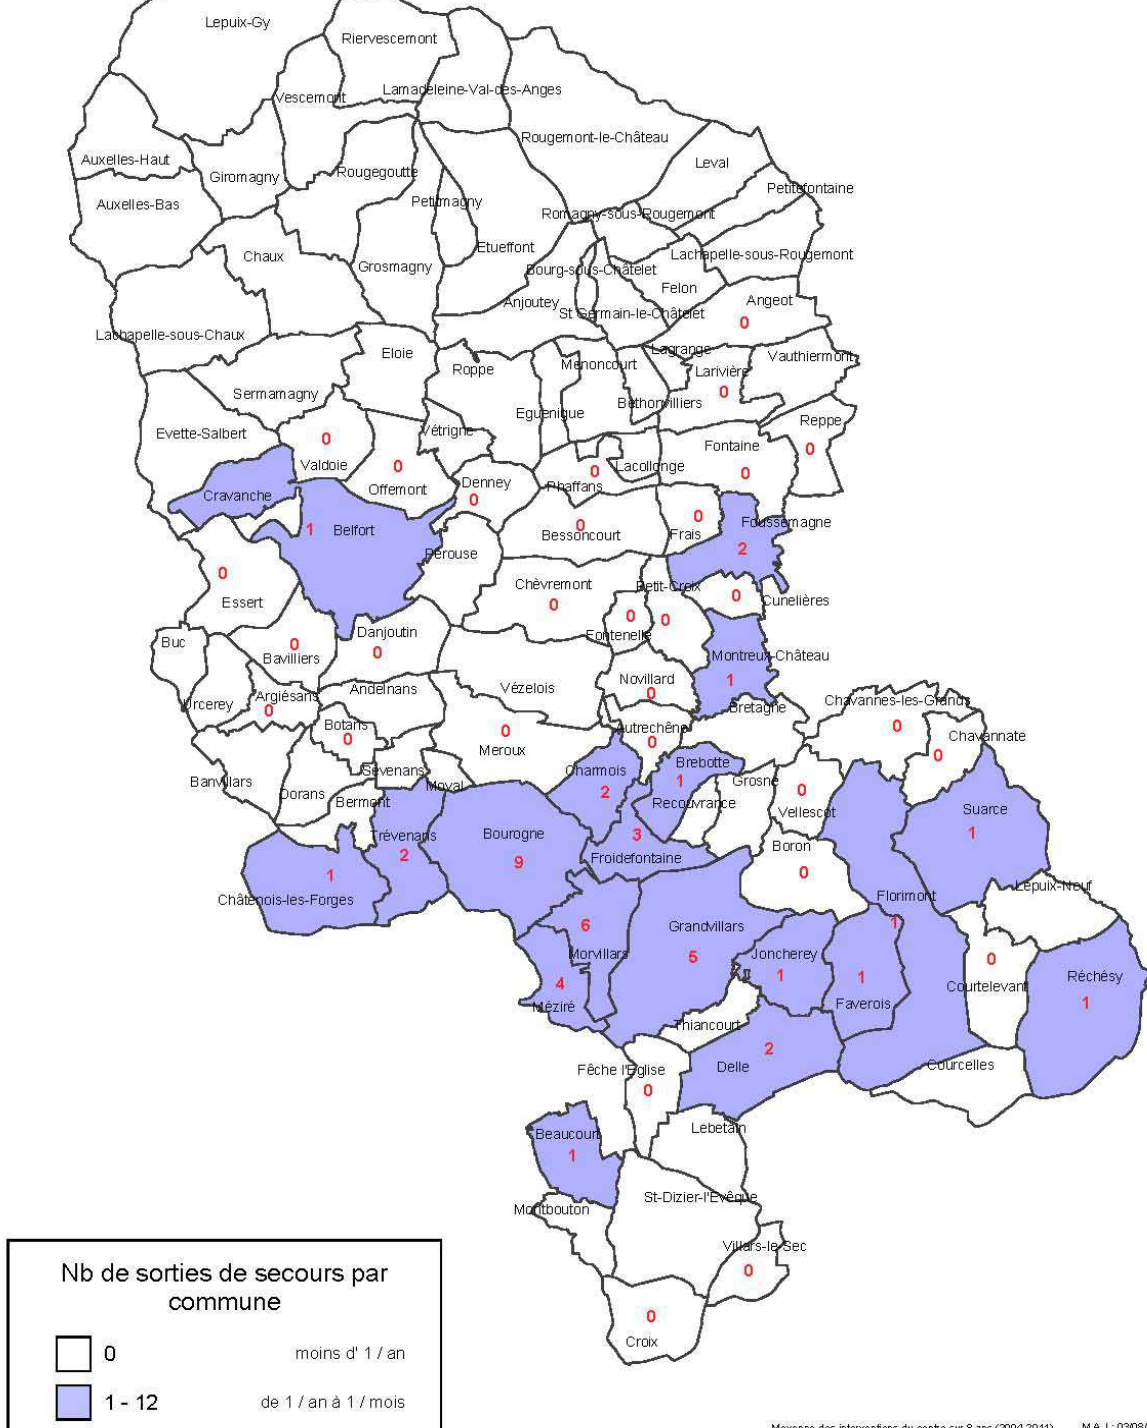 Lepuix-Gy
Riervescemont
Lamadeleine-Val-des-Anges
Vescemont
Rougemont-le-Château
Auxelles-Haut
Giromagny
Rougegoutte
Leval
Petitefontaine
Auxelles-Bas
Petitmagny
Romagny-sous-Rougemont
Etueffont
Chaux
Grosmagny
Bourg-sous-Châtelet
Lachapelle-sous-Rougemont
Felon
Anjoutey
St Germain-le-Châtelet
Angeot
0
Lachapelle-sous-Chaux
Eloie
Roppe
Menoncourt
Lagrange
Vauthiermont
Larivière
0
Sermamagny
Bethonvilliers
Eguenigue
Evette-Salbert
Vétrigne
Reppe
0
0
Valdoie
0
Offemont
Fontaine
0
Lacollonge
0
Phaffans
Denney
0
Cravanche
1
Belfort
0
Bessoncourt
0
Frais
Foussemagne
2
Perouse
0
Essert
Chèvremont
0
Petit-Croix
0
0
Cunelières
0
Fontenelle
Buc
0
Bavilliers
Danjoutin
0
Montreux-Château
1
Urcerey
Argiésans
0
Andelnans
Vézelois
Novillard
0
Bretagne
Chavannes-les-Grands
0
Botans
0
0
Meroux
Autrechêne
0
Chavannate
0
Banvillars
Dorans
Sévenans
Moval
Charmois
2
Brebotte
1
Grosne
0
Vellescot
Bermont
Recouvrance
Suarce
1
Trévenans
2
Bourogne
9
3
Froidefontaine
Boron
0
1
Châtenois-les-Forges
Florimont
1
Lepuix-Neuf
6
Morvillars
Grandvillars
5
Joncherey
1
1
Faverois
0
Courtelevant
Réchésy
1
4
Méziré
Thiancourt
2
Delle
Courcelles
Fêche l'Eglise
0
Beaucourt
1
Lebetain
Montbouton
St-Dizier-l'Evêque
Villars-le-Sec
0
0
Croix
Nb de sorties de secours par
commune
0 moins d' 1 / an
1 - 12 de 1 / an à 1 / mois